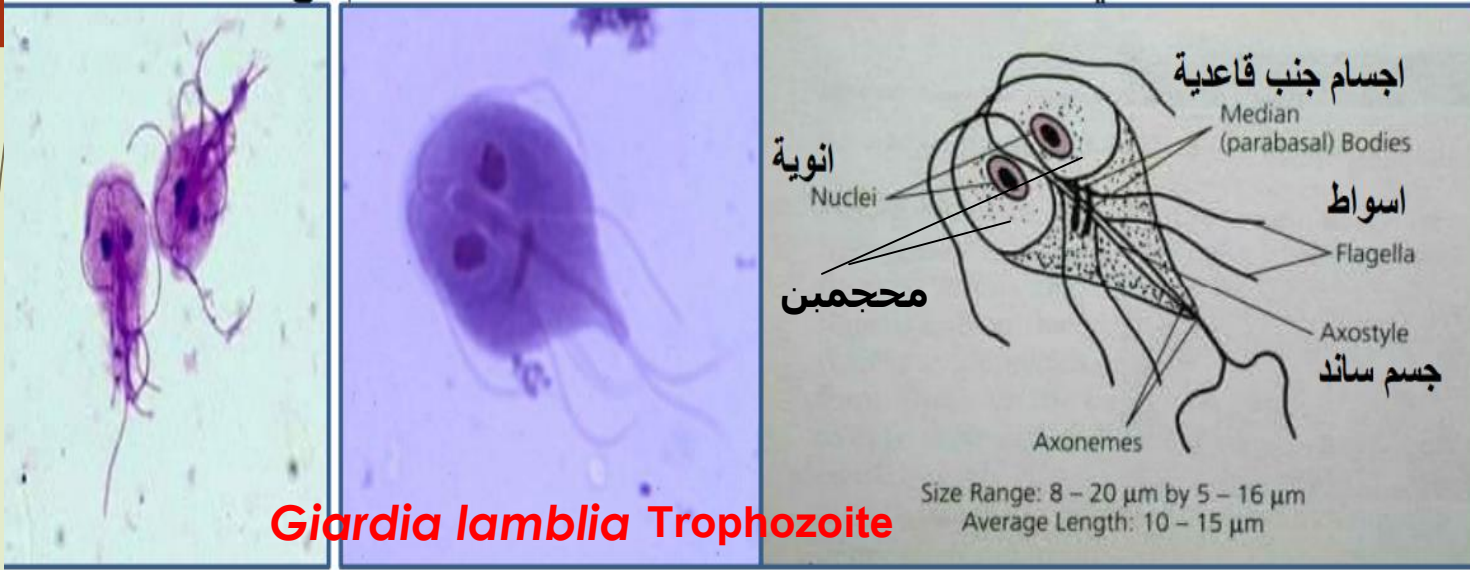 اجسام جنب قاعدية
Median
(parabasal) Bodies
انوية
Nuclei
اسواط
Flagella
محجمبن
Axostyle
جسم ساند
Axonemes
Size Range: 8 – 20 µm by 5 – 16 µm
Average Length: 10 – 15 µm
Giardia lamblia Trophozoite